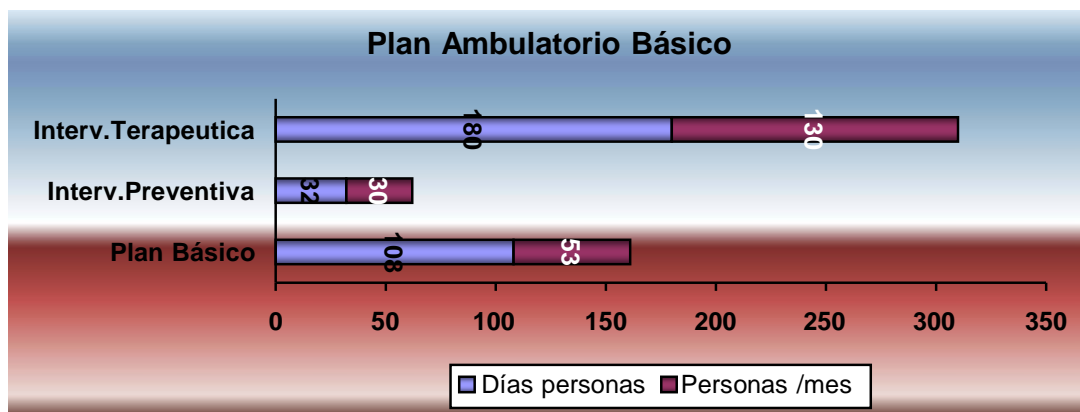 Plan Ambulatorio Básico
Interv.Terapeutica
180
130
Interv.Preventiva
32
30
Plan Básico
108
53
0 50 100 150 200 250 300 350
Días personas Personas /mes